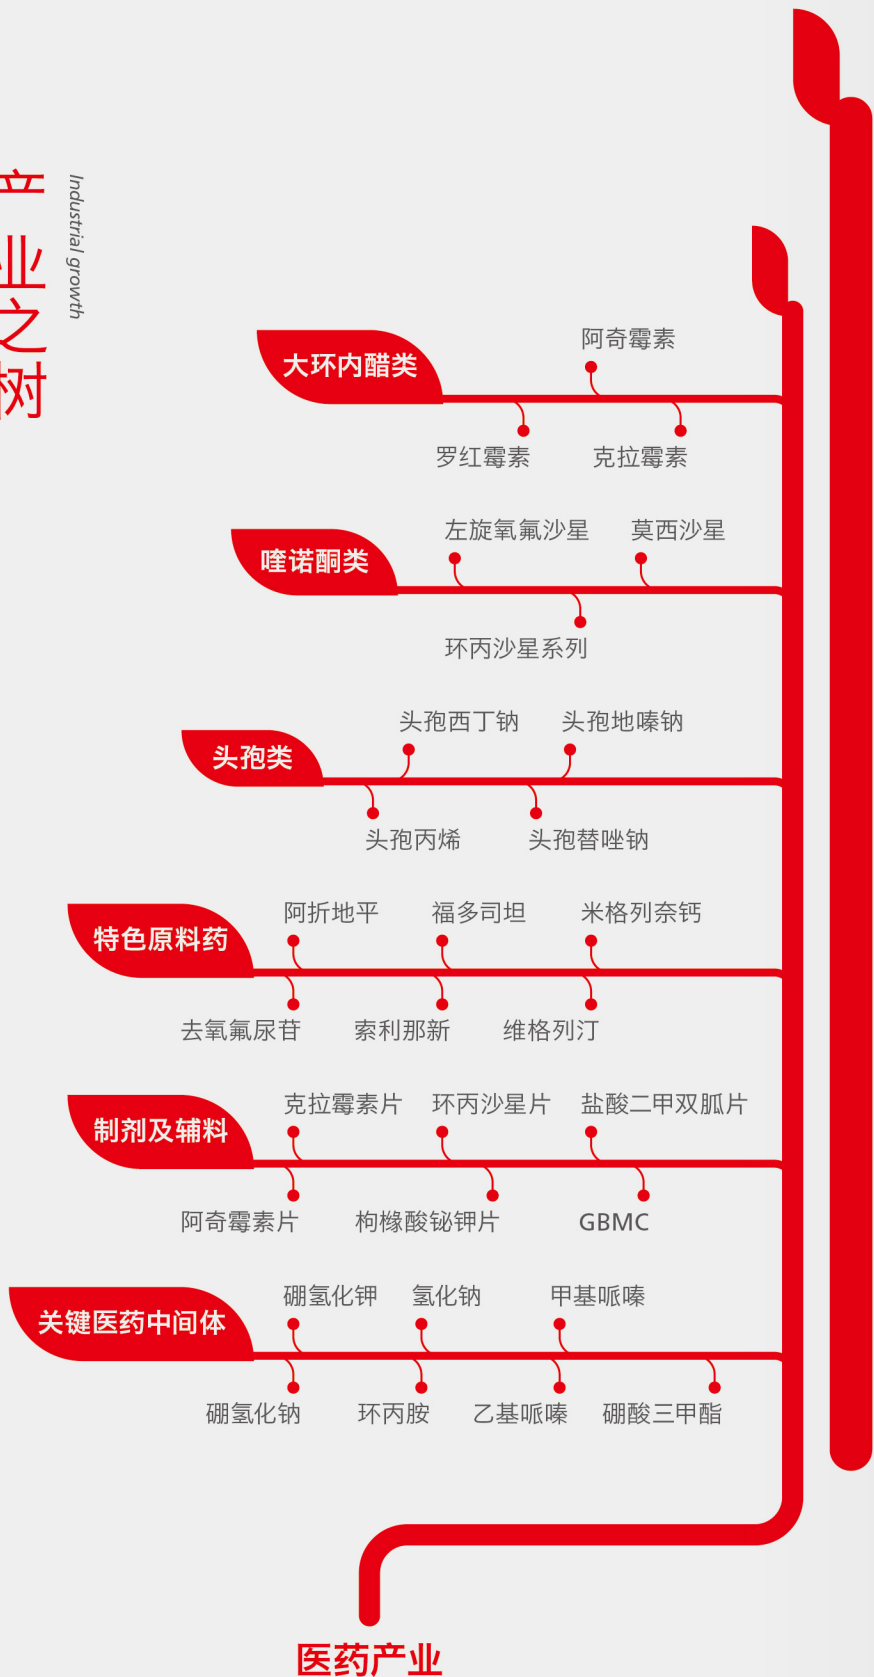 产业之树
Industrial growth
大环内醋类
阿奇霉素
罗红霉素
克拉霉素
喹诺酮类
左旋氧氟沙星
莫西沙星
环丙沙星系列
头孢类
头孢西丁钠
头孢地嗪钠
头孢丙烯
头孢替唑钠
特色原料药
阿折地平
福多司坦
米格列奈钙
去氧氟尿苷
索利那新
维格列汀
制剂及辅料
克拉霉素片
环丙沙星片
盐酸二甲双胍片
阿奇霉素片
枸橼酸铋钾片
GBMC
关键医药中间体
硼氢化钾
氢化钠
甲基哌嗪
硼氢化钠
环丙胺
乙基哌嗪
硼酸三甲酯
医药产业